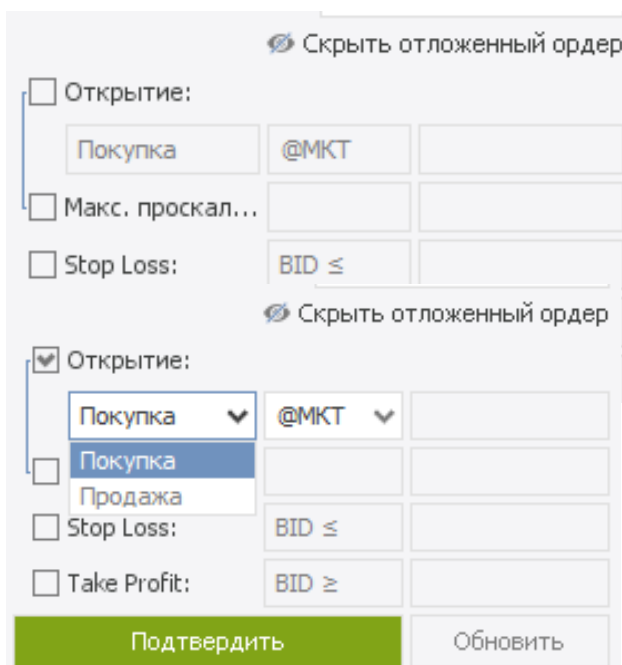 Скрыть отложенный ордер
Открытие:
Покупка @MKT
Макс. проскал...
Stop Loss: BID ≤
Скрыть отложенный ордер
Открытие:
Покупка @MKT
Покупка
Продажа
Stop Loss: BID ≤
Take Profit: BID ≥
Подтвердить Обновить